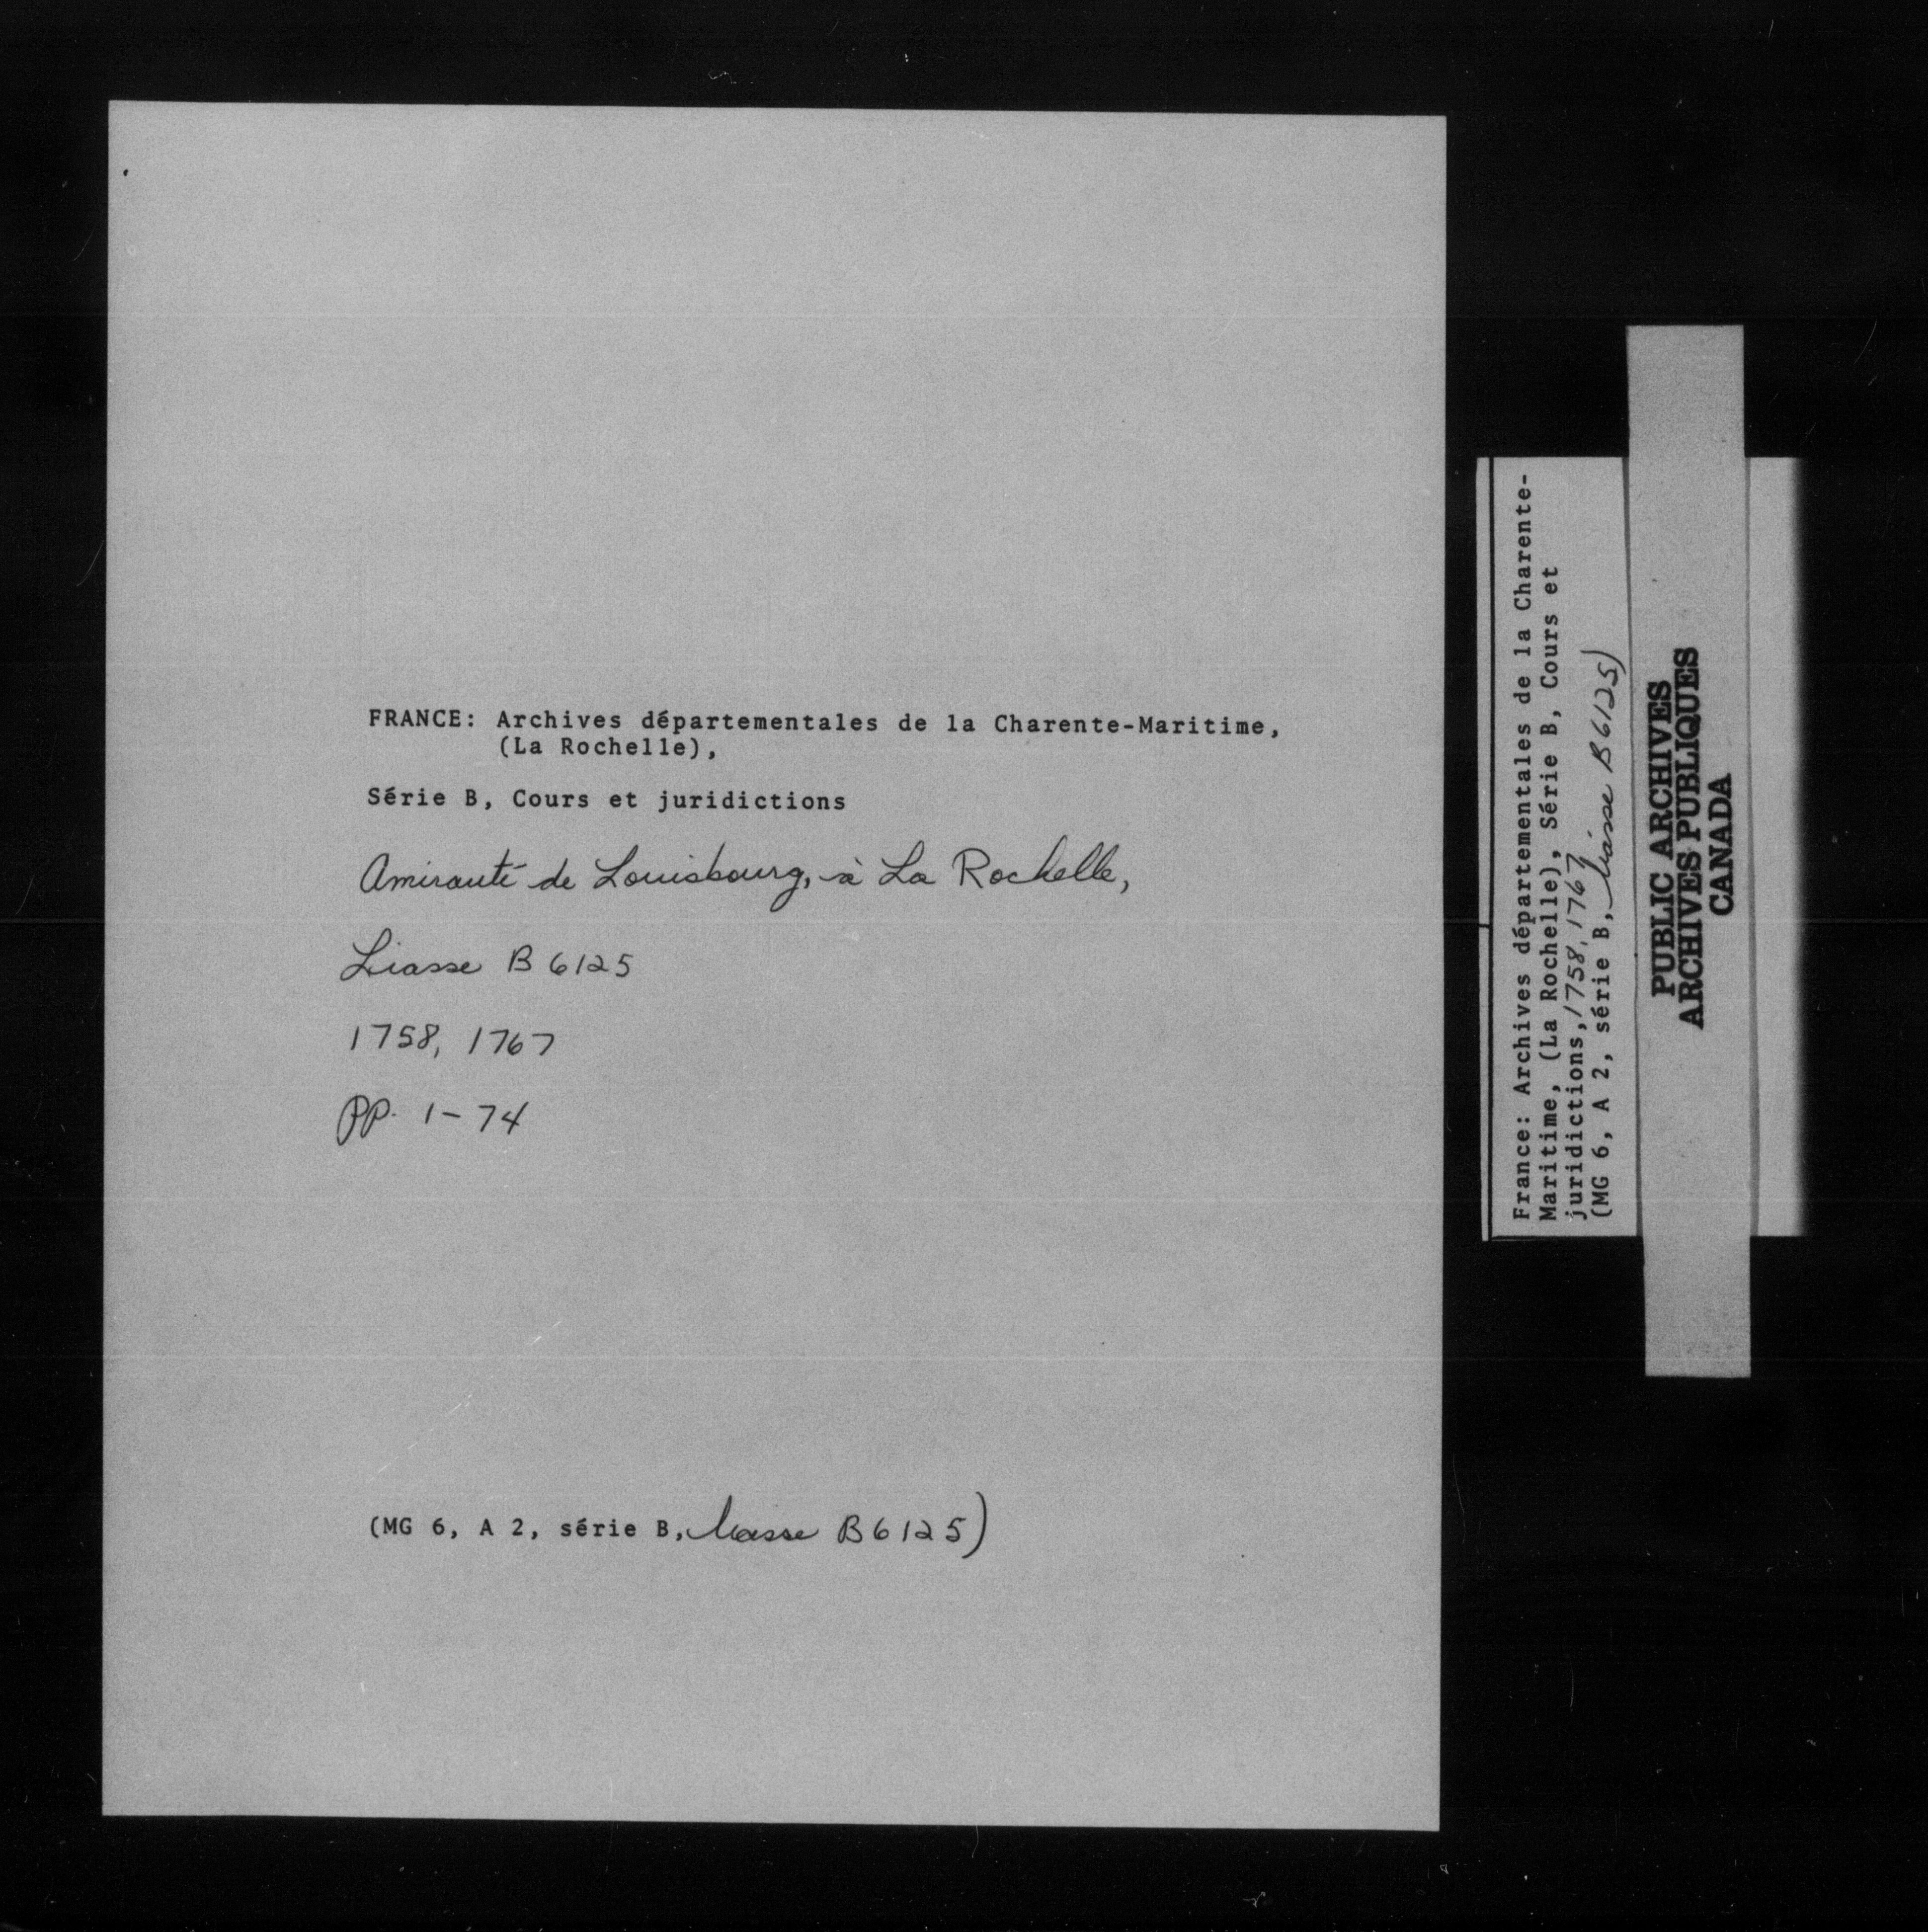 FRANCE: Archives départementales de la Charente-Maritime,
(La Rochelle),
Série B, Cours et juridictions
Amirauté de Louisbourg, à La Rochelle,
Liasse B 6125
1758, 1767
PP. 1-74
(MG 6, A 2, série B, liasse B 6125)
France: Archives départementales de la Charente-
Maritime, (La Rochelle), Série B, Cours et
juridictions, 1758, 1767
(MG 6, A 2, série B, liasse B 6125)
PUBLIC ARCHIVES
ARCHIVES PUBLIQUES
CANADA